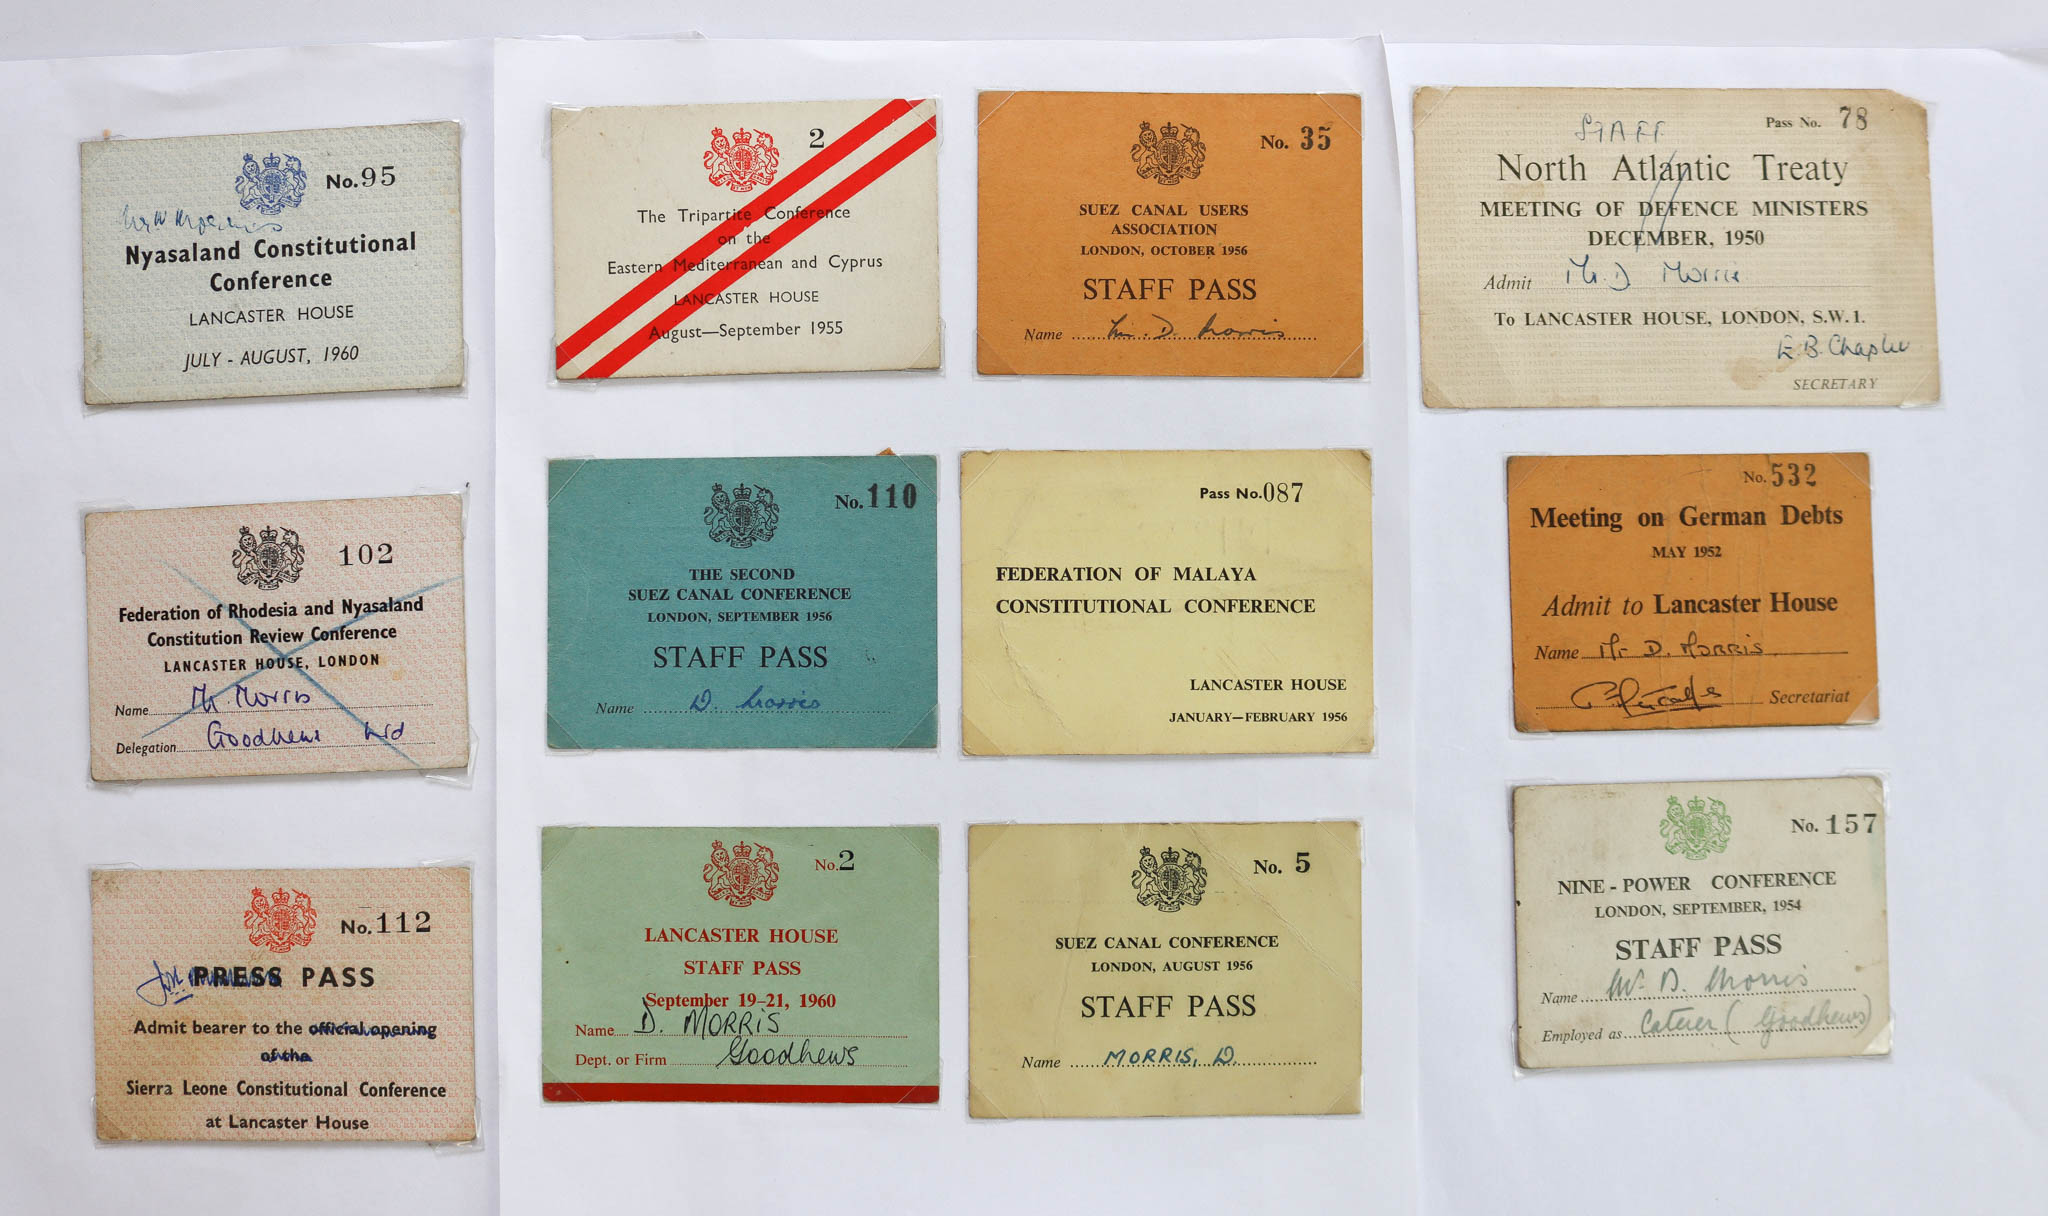 No. 95
Nyasaland Constitutional
Conference
LANCASTER HOUSE
JULY - AUGUST, 1960
102
Federation of Rhodesia and Nyasaland
Constitution Review Conference
LANCASTER HOUSE, LONDON
Name Mr. Morris
Delegation Goodhews Ltd
No. 112
PRESS PASS
Admit bearer to the official opening
of the
Sierra Leone Constitutional Conference
at Lancaster House
2
The Tripartite Conference
on the
Eastern Mediterranean and Cyprus
LANCASTER HOUSE
August—September 1955
No. 110
THE SECOND
SUEZ CANAL CONFERENCE
LONDON, SEPTEMBER 1956
STAFF PASS
Name D. Morris
No. 2
LANCASTER HOUSE
STAFF PASS
September 19–21, 1960
Name D. MORRIS
Dept. or Firm Goodhews
No. 35
SUEZ CANAL USERS
ASSOCIATION
LONDON, OCTOBER 1956
STAFF PASS
Name Mr. D. Morris
Pass No. 087
FEDERATION OF MALAYA
CONSTITUTIONAL CONFERENCE
LANCASTER HOUSE
JANUARY—FEBRUARY 1956
No. 5
SUEZ CANAL CONFERENCE
LONDON, AUGUST 1956
STAFF PASS
Name MORRIS, D.
STAFF
Pass No. 78
North Atlantic Treaty
MEETING OF DEFENCE MINISTERS
DECEMBER, 1950
Admit Mr. D Morris
To LANCASTER HOUSE, LONDON, S.W.1.
E.B.
SECRETARY
No. 532
Meeting on German Debts
MAY 1952
Admit to Lancaster House
Name Mr D. MORRIS
Secretariat
No. 157
NINE - POWER CONFERENCE
LONDON, SEPTEMBER, 1954
STAFF PASS
Name Mr D. Morris
Employed as Caterer (Goodhews)